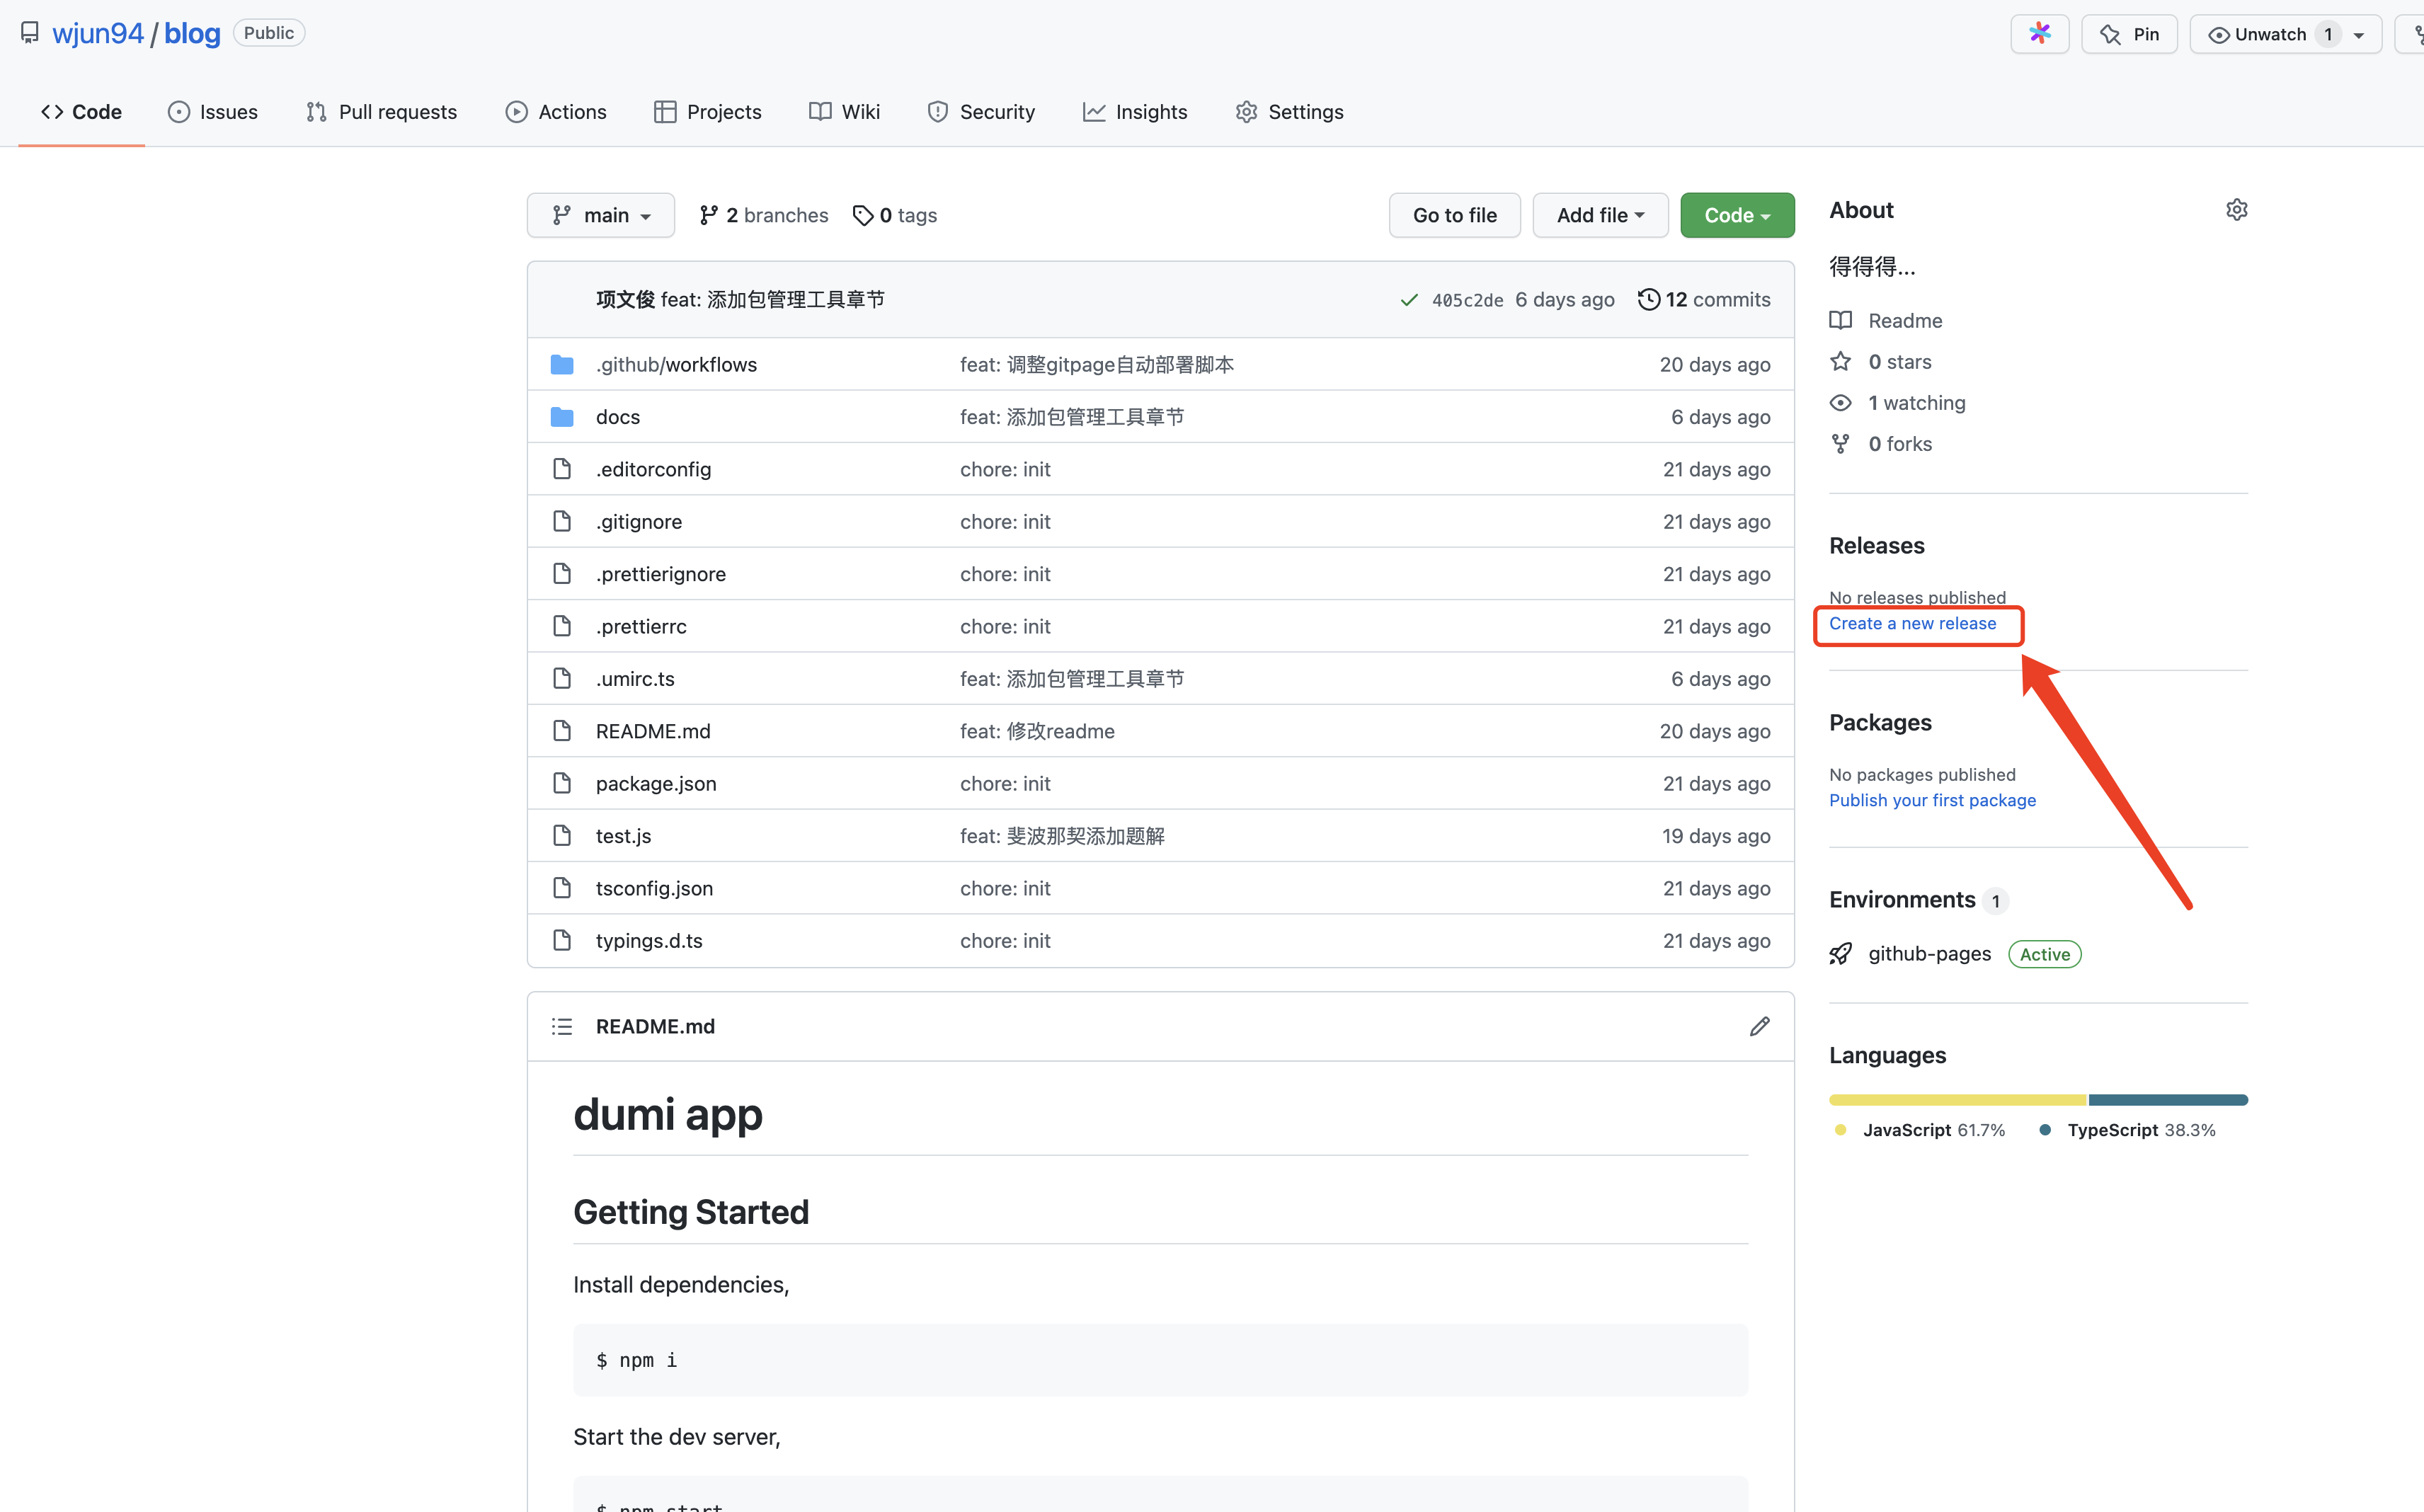 wjun94 / blog Public
Pin
Unwatch 1
Code Issues Pull requests Actions Projects Wiki Security Insights Settings
main 2 branches 0 tags Go to file Add file Code
项文俊 feat: 添加包管理工具章节 405c2de 6 days ago 12 commits
.github/workflows feat: 调整gitpage自动部署脚本 20 days ago
docs feat: 添加包管理工具章节 6 days ago
.editorconfig chore: init 21 days ago
.gitignore chore: init 21 days ago
.prettierignore chore: init 21 days ago
.prettierrc chore: init 21 days ago
.umirc.ts feat: 添加包管理工具章节 6 days ago
README.md feat: 修改readme 20 days ago
package.json chore: init 21 days ago
test.js feat: 斐波那契添加题解 19 days ago
tsconfig.json chore: init 21 days ago
typings.d.ts chore: init 21 days ago
README.md
dumi app
Getting Started
Install dependencies,
$ npm i
Start the dev server,
$ npm start
About
得得得...
Readme
0 stars
1 watching
0 forks
Releases
No releases published
Create a new release
Packages
No packages published
Publish your first package
Environments 1
github-pages Active
Languages
JavaScript 61.7% TypeScript 38.3%